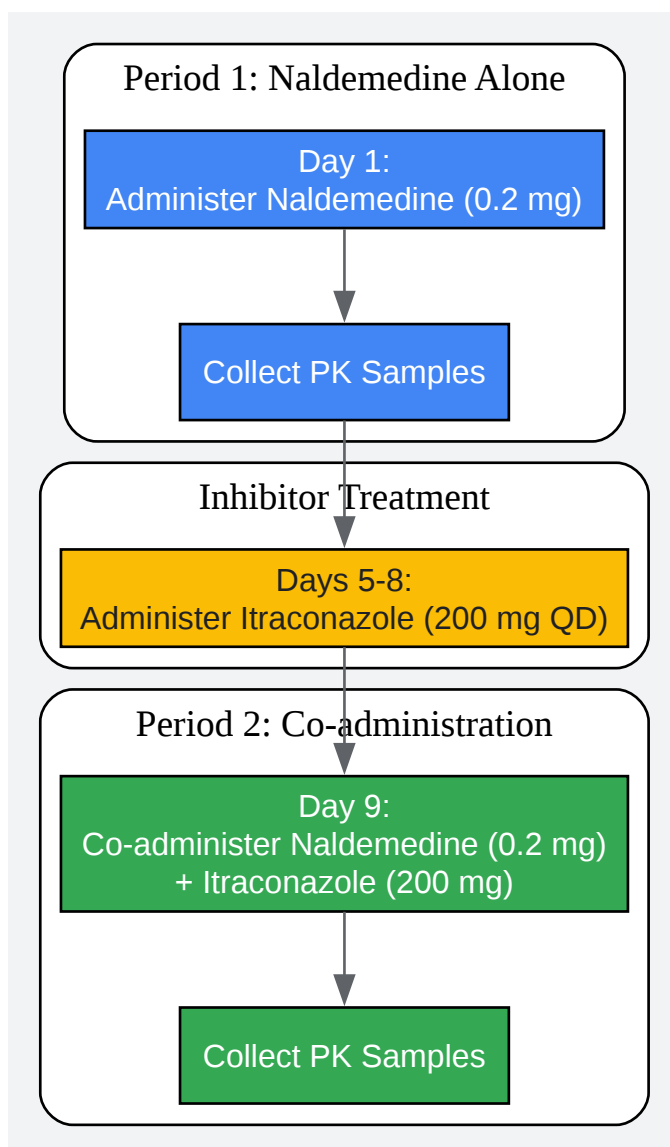 Period 1: Naldemedine Alone
Day 1:
Administer Naldemedine (0.2 mg)
Collect PK Samples
Inhibitor Treatment
Days 5-8:
Administer Itraconazole (200 mg QD)
Period 2: Co-administration
Day 9:
Co-administer Naldemedine (0.2 mg)
+ Itraconazole (200 mg)
Collect PK Samples